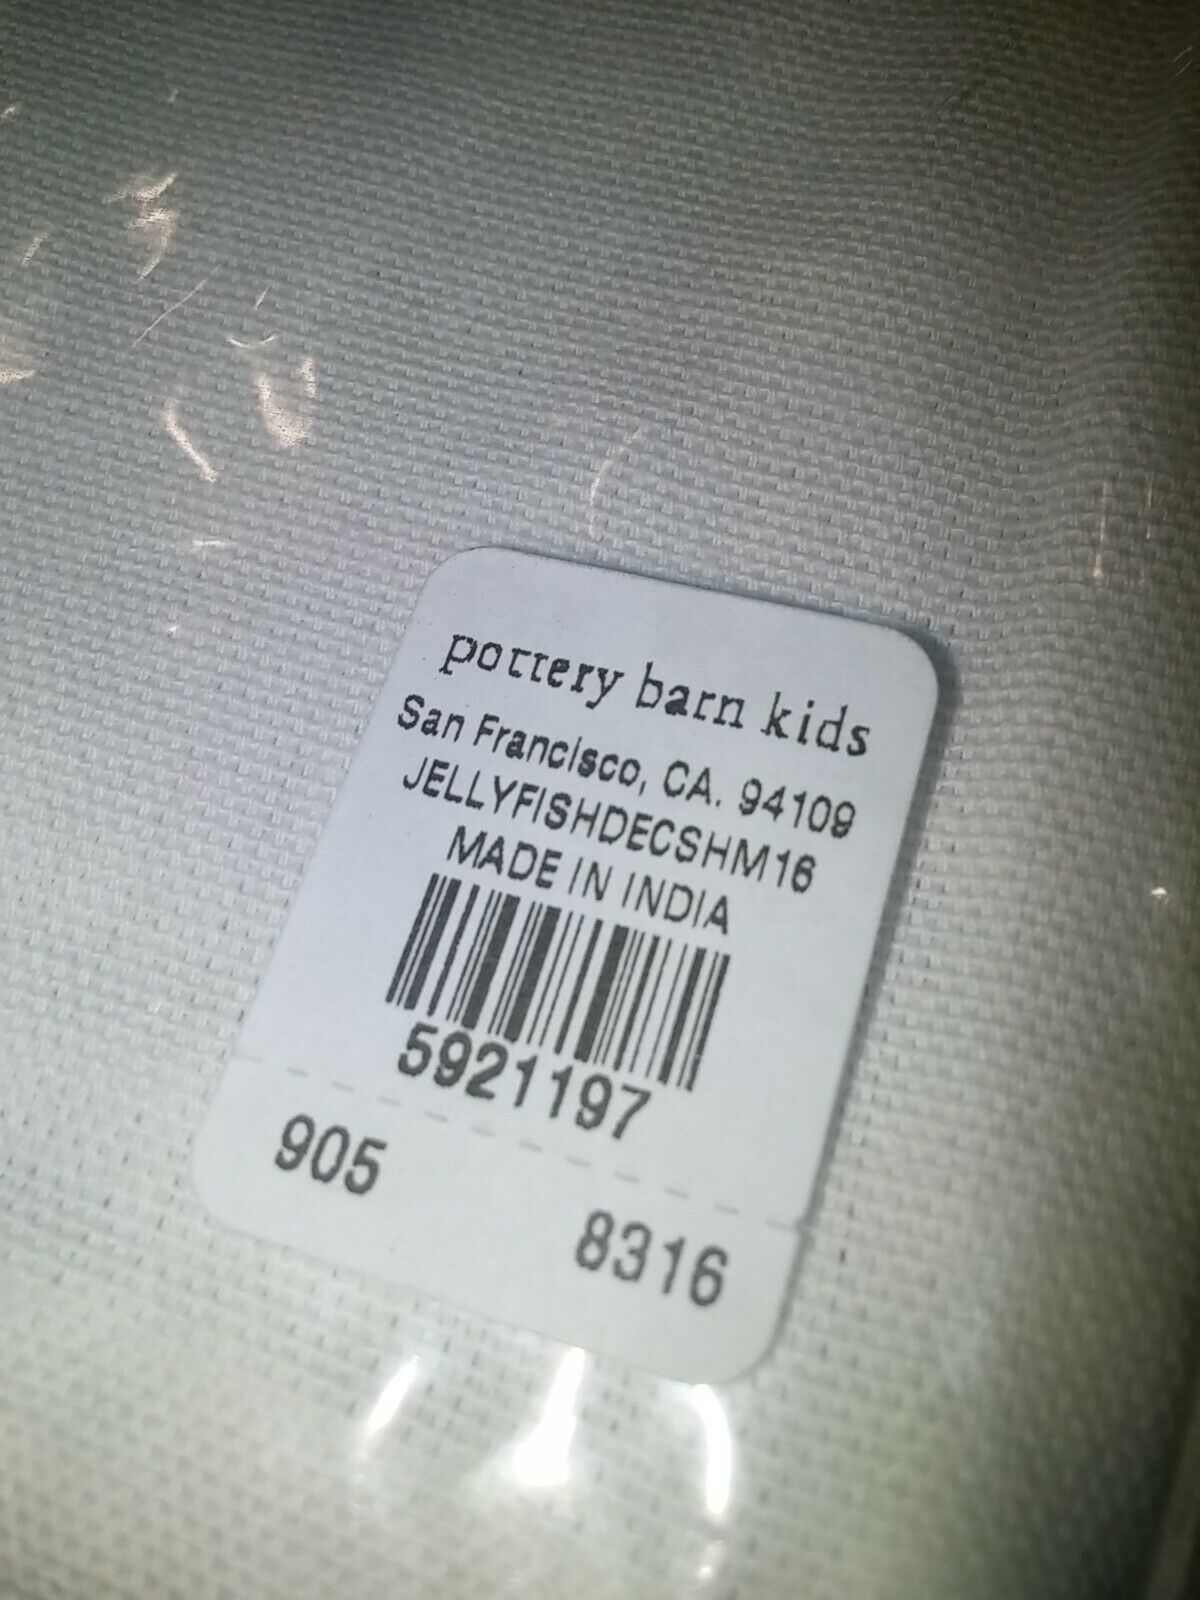 pottery barn kids
San Francisco, CA. 94109
JELLYFISHDECSHM16
MADE IN INDIA
5921197
905 8316